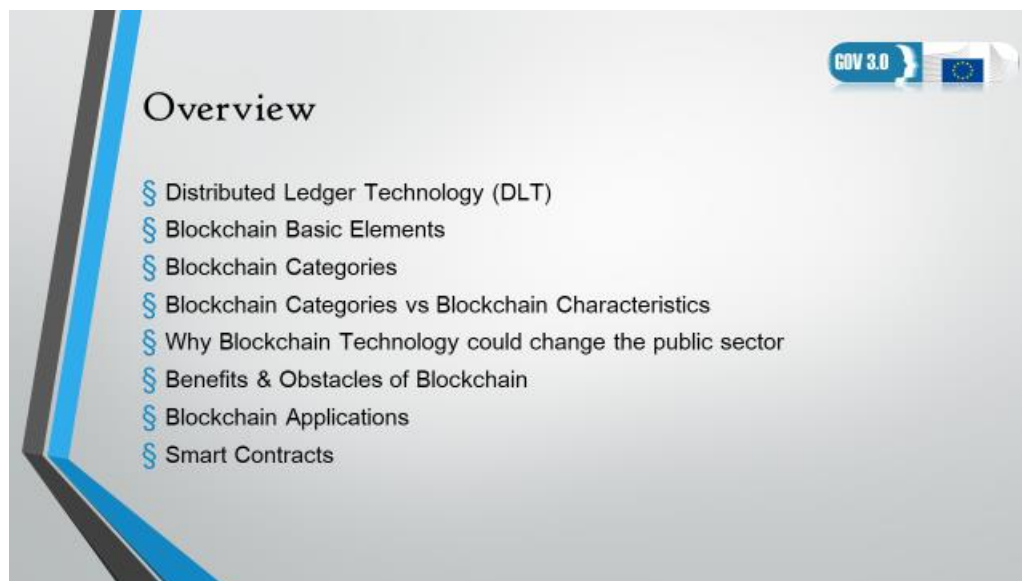 GOV 3.0
Overview
§ Distributed Ledger Technology (DLT)
§ Blockchain Basic Elements
§ Blockchain Categories
§ Blockchain Categories vs Blockchain Characteristics
§ Why Blockchain Technology could change the public sector
§ Benefits & Obstacles of Blockchain
§ Blockchain Applications
§ Smart Contracts